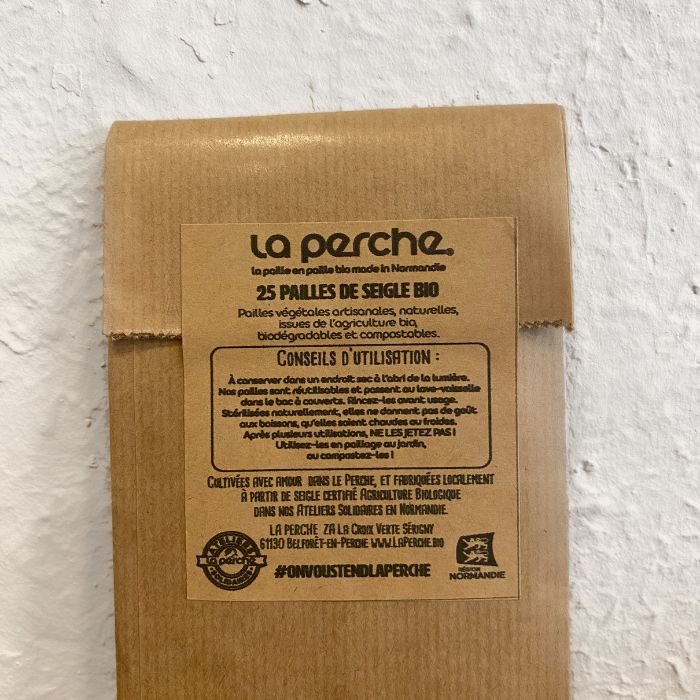 La perche.
la paille en paille bio made in Normandie
25 PAILLES DE SEIGLE BIO
Pailles végétales artisanales, naturelles,
issues de l'agriculture bio,
biodégradables et compostables.
CONSEILS D'UTILISATION :
À conserver dans un endroit sec à l'abri de la lumière.
Nos pailles sont réutilisables et passent au lave-vaisselle
dans le bac à couverts. Rincez-les avant usage.
Stérilisées naturellement, elles ne donnent pas de goût
aux boissons, qu'elles soient chaudes ou froides.
Après plusieurs utilisations, NE LES JETEZ PAS !
Utilisez-les en paillage au jardin,
ou compostez-les !
CULTIVÉES AVEC AMOUR DANS LE PERCHE, ET FABRIQUÉES LOCALEMENT
À PARTIR DE SEIGLE CERTIFIÉ AGRICULTURE BIOLOGIQUE
DANS NOS ATELIERS SOLIDAIRES EN NORMANDIE.
LA PERCHE ZA LA CROIX VERTE SÉRIGNY
61130 BELFORÊT-EN-PERCHE WWW.LAPERCHE.BIO
ATELIERS
La perche
SOLIDAIRES
#ONVOUSTENDLAPERCHE
RÉGION
NORMANDIE